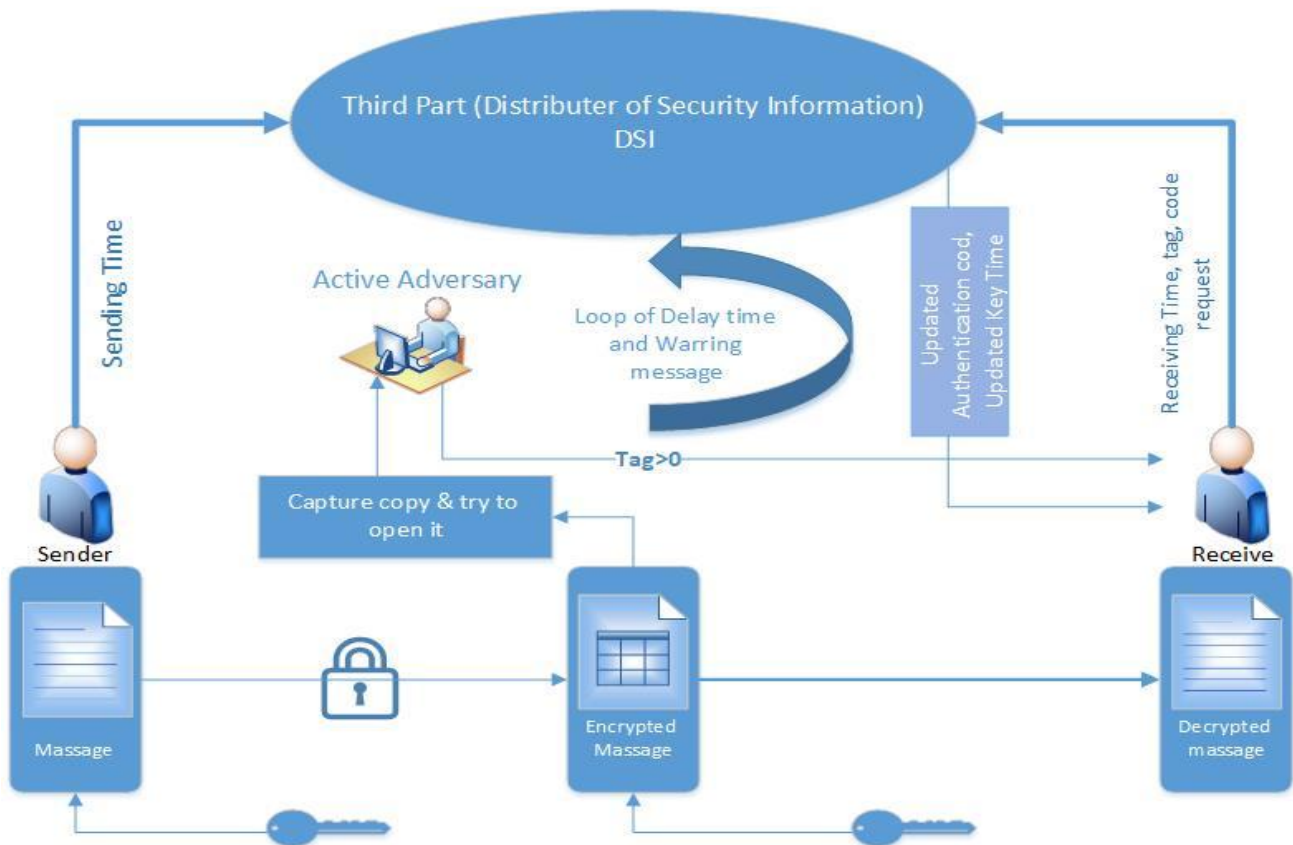 Third Part (Distributer of Security Information)
DSI
Sending Time
Active Adversary
Loop of Delay time
and Warring
message
Updated
Authentication cod,
Updated Key Time
Receiving Time, tag, code
request
Tag>0
Capture copy & try to
open it
Sender
Receive
Massage
Encrypted
Massage
Decrypted
massage